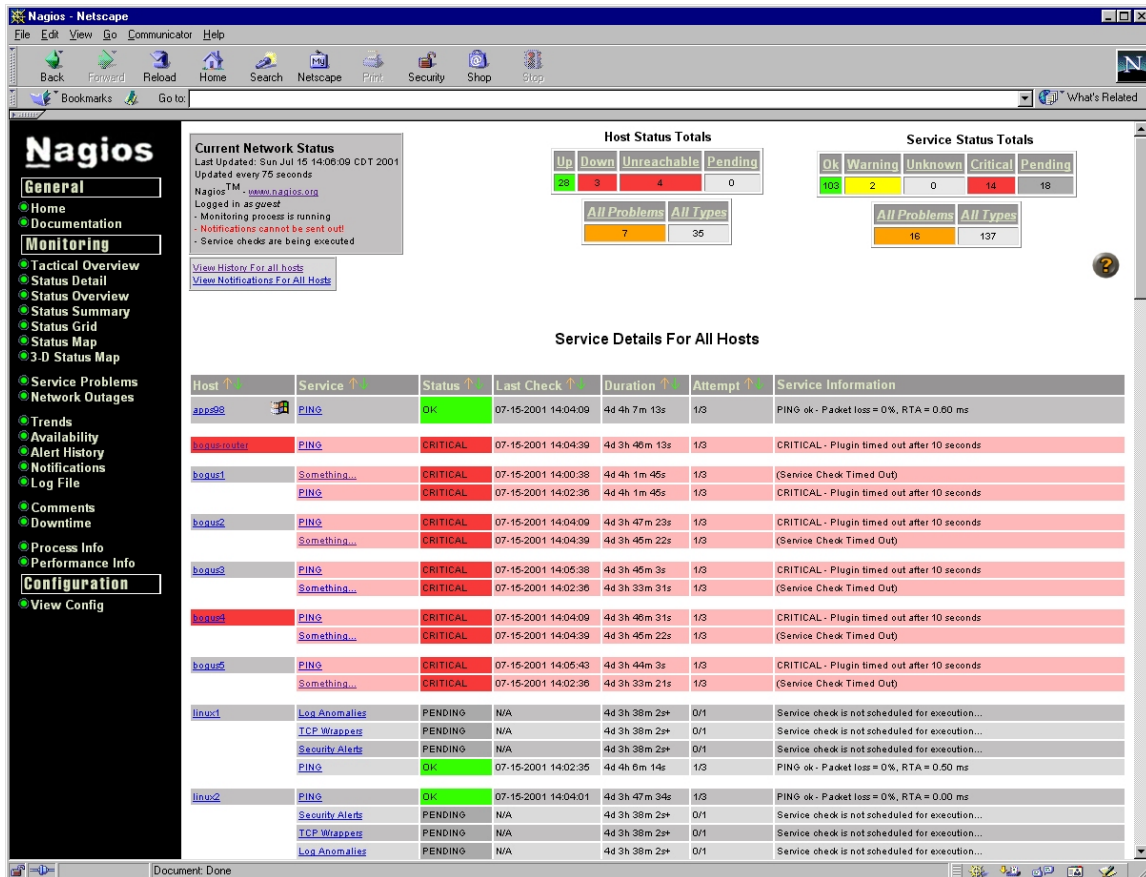 Nagios - Netscape
File Edit View Go Communicator Help
Back Forward Reload Home Search Netscape Print Security Shop Stop
N
Bookmarks Go to: What's Related
Nagios
General
Home
Documentation
Monitoring
Tactical Overview
Status Detail
Status Overview
Status Summary
Status Grid
Status Map
3-D Status Map
Service Problems
Network Outages
Trends
Availability
Alert History
Notifications
Log File
Comments
Downtime
Process Info
Performance Info
Configuration
View Config
Current Network Status
Last Updated: Sun Jul 15 14:06:09 CDT 2001
Updated every 75 seconds
Nagios™ - www.nagios.org
Logged in as guest
- Monitoring process is running
- Notifications cannot be sent out!
- Service checks are being executed
View History For all hosts
View Notifications For All Hosts
Host Status Totals
Up Down Unreachable Pending
28 3 4 0
All Problems All Types
7 35
Service Status Totals
Ok Warning Unknown Critical Pending
103 2 0 14 18
All Problems All Types
16 137
?
Service Details For All Hosts
Host Service Status Last Check Duration Attempt Service Information
apps98 PING OK 07-15-2001 14:04:09 4d 4h 7m 13s 1/3 PING ok - Packet loss = 0%, RTA = 0.60 ms
bogus-router PING CRITICAL 07-15-2001 14:04:39 4d 3h 46m 13s 1/3 CRITICAL - Plugin timed out after 10 seconds
bogus1 Something... CRITICAL 07-15-2001 14:00:38 4d 4h 1m 45s 1/3 (Service Check Timed Out)
PING CRITICAL 07-15-2001 14:02:36 4d 4h 1m 45s 1/3 CRITICAL - Plugin timed out after 10 seconds
bogus2 PING CRITICAL 07-15-2001 14:04:09 4d 3h 47m 23s 1/3 CRITICAL - Plugin timed out after 10 seconds
Something... CRITICAL 07-15-2001 14:04:39 4d 3h 45m 22s 1/3 (Service Check Timed Out)
bogus3 PING CRITICAL 07-15-2001 14:05:38 4d 3h 45m 3s 1/3 CRITICAL - Plugin timed out after 10 seconds
Something... CRITICAL 07-15-2001 14:02:36 4d 3h 33m 31s 1/3 (Service Check Timed Out)
bogus4 PING CRITICAL 07-15-2001 14:04:09 4d 3h 46m 31s 1/3 CRITICAL - Plugin timed out after 10 seconds
Something... CRITICAL 07-15-2001 14:04:39 4d 3h 45m 22s 1/3 (Service Check Timed Out)
bogus5 PING CRITICAL 07-15-2001 14:05:43 4d 3h 44m 3s 1/3 CRITICAL - Plugin timed out after 10 seconds
Something... CRITICAL 07-15-2001 14:02:36 4d 3h 33m 21s 1/3 (Service Check Timed Out)
linux1 Log Anomalies PENDING N/A 4d 3h 38m 2s+ 0/1 Service check is not scheduled for execution...
TCP Wrappers PENDING N/A 4d 3h 38m 2s+ 0/1 Service check is not scheduled for execution...
Security Alerts PENDING N/A 4d 3h 38m 2s+ 0/1 Service check is not scheduled for execution...
PING OK 07-15-2001 14:02:35 4d 4h 6m 14s 1/3 PING ok - Packet loss = 0%, RTA = 0.50 ms
linux2 PING OK 07-15-2001 14:04:01 4d 3h 47m 34s 1/3 PING ok - Packet loss = 0%, RTA = 0.00 ms
Security Alerts PENDING N/A 4d 3h 38m 2s+ 0/1 Service check is not scheduled for execution...
TCP Wrappers PENDING N/A 4d 3h 38m 2s+ 0/1 Service check is not scheduled for execution...
Log Anomalies PENDING N/A 4d 3h 38m 2s+ 0/1 Service check is not scheduled for execution...
Document: Done